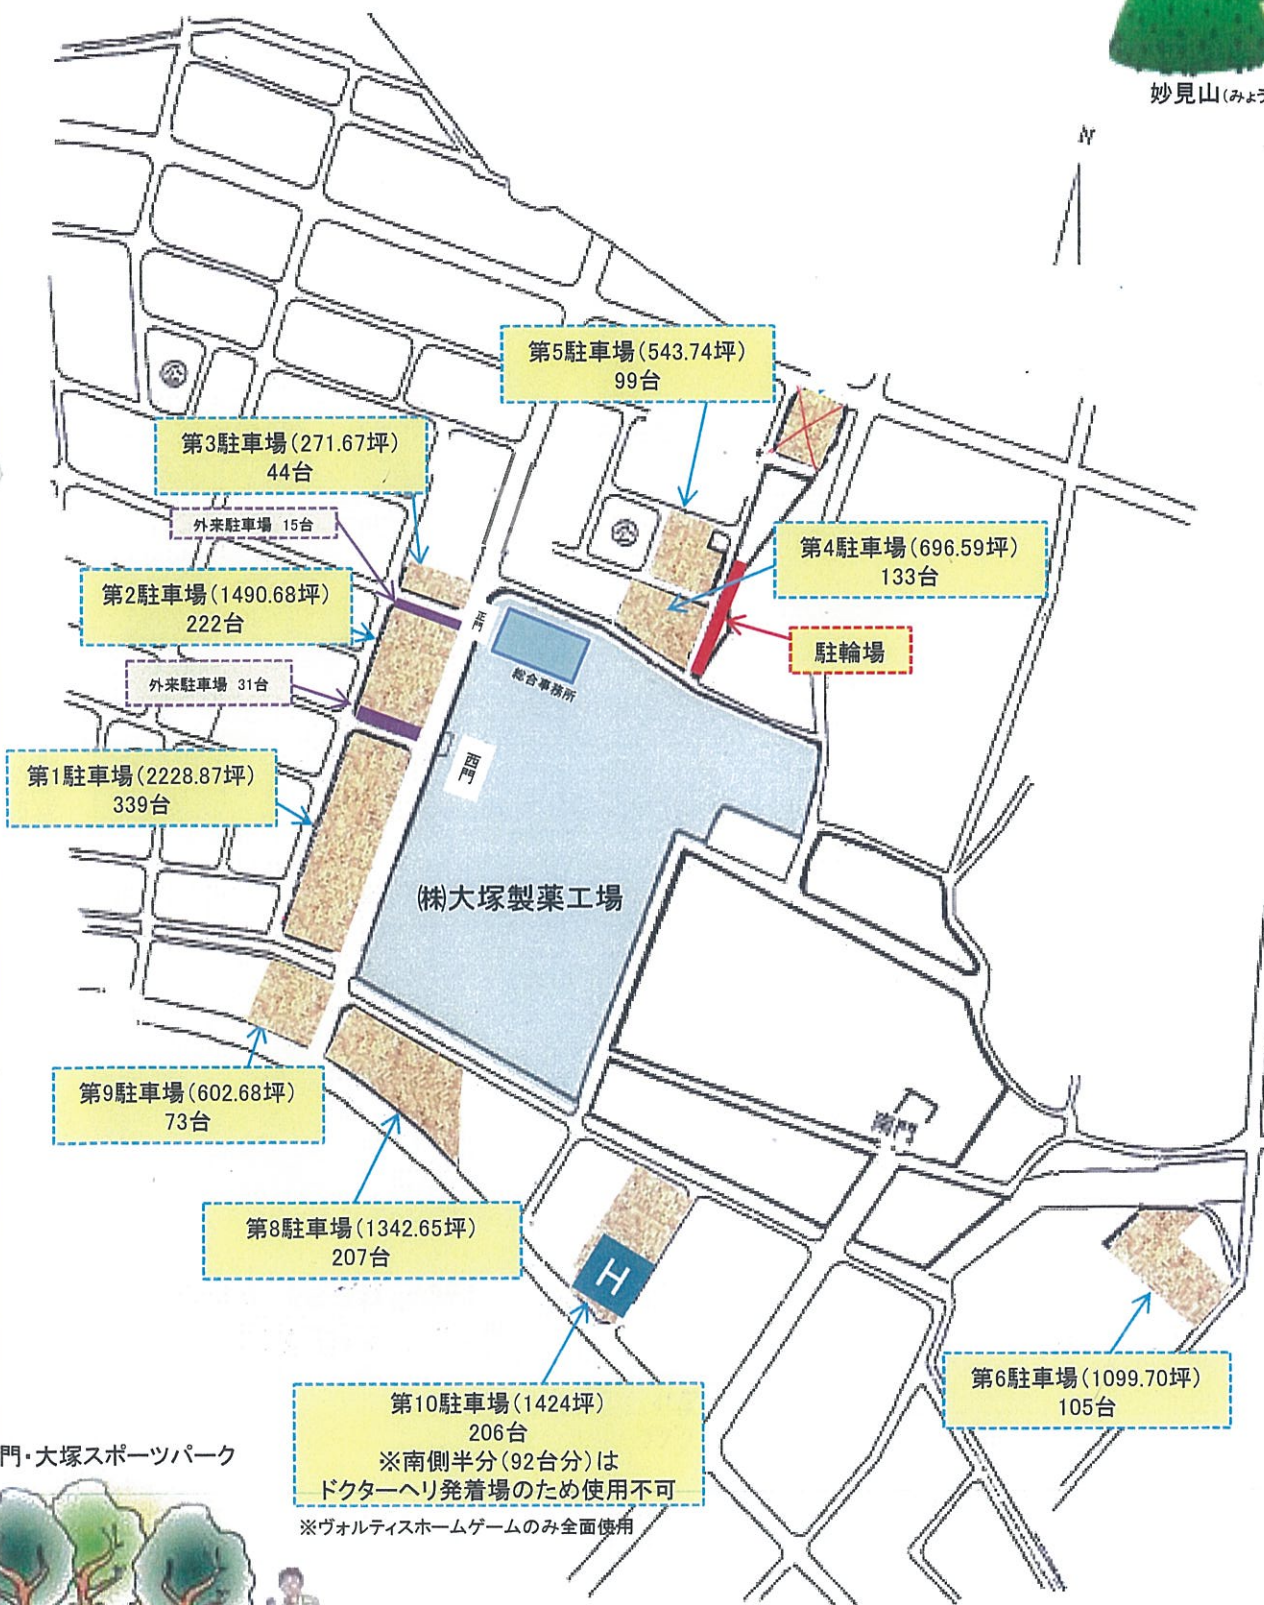 妙見山(みょう
N
第5駐車場(543.74坪)
99台
公
第3駐車場(271.67坪)
44台
外来駐車場 15台
公
第4駐車場(696.59坪)
133台
第2駐車場(1490.68坪)
222台
正門
総合事務所
駐輪場
外来駐車場 31台
西門
第1駐車場(2228.87坪)
339台
㈱大塚製薬工場
第9駐車場(602.68坪)
73台
南門
第8駐車場(1342.65坪)
207台
H
第6駐車場(1099.70坪)
105台
第10駐車場(1424坪)
206台
※南側半分(92台分)は
ドクターヘリ発着場のため使用不可
※ヴォルティスホームゲームのみ全面使用
門・大塚スポーツパーク